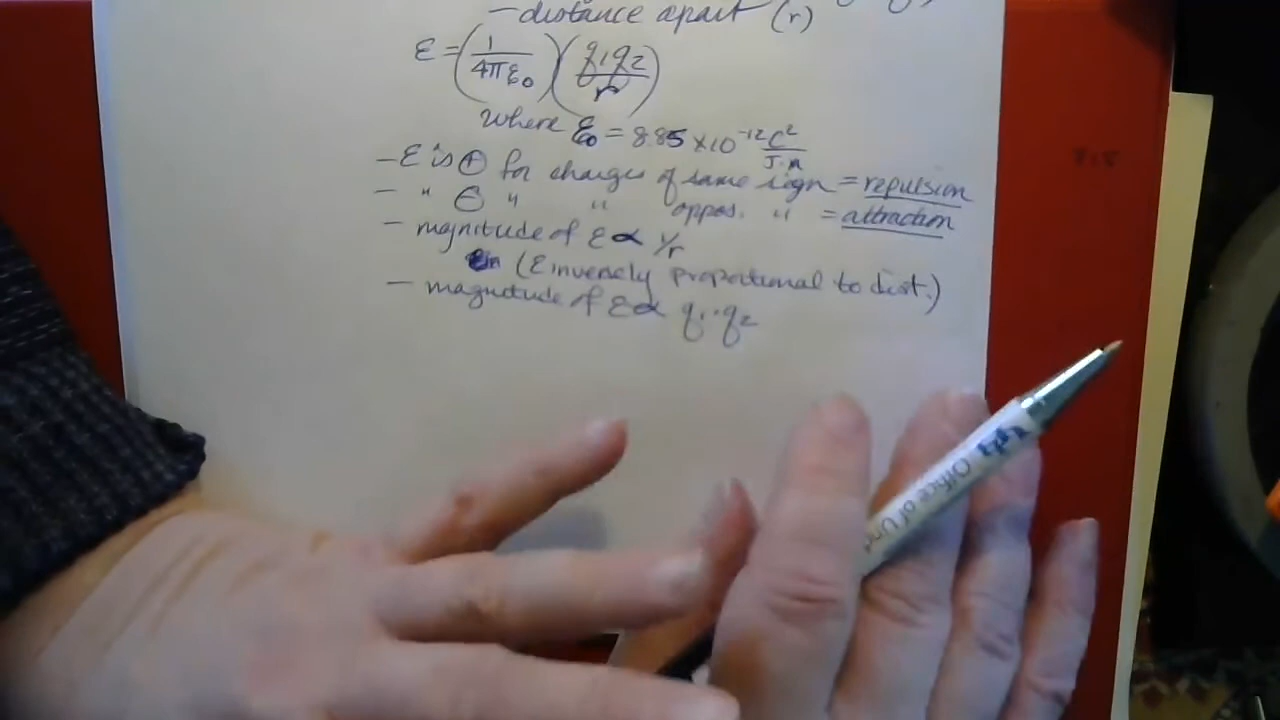 - distance apart (r)
ε = (1/4πε₀)(q₁q₂/r)
where ε₀ = 8.85 × 10⁻¹² C²/J·m
- ε is ⊕ for charges of same sign = repulsion
- " ⊖ " " oppos. " = attraction
- magnitude of ε ∝ 1/r
(ε inversely proportional to dist.)
- magnitude of ε ∝ q₁·q₂
Office of Und